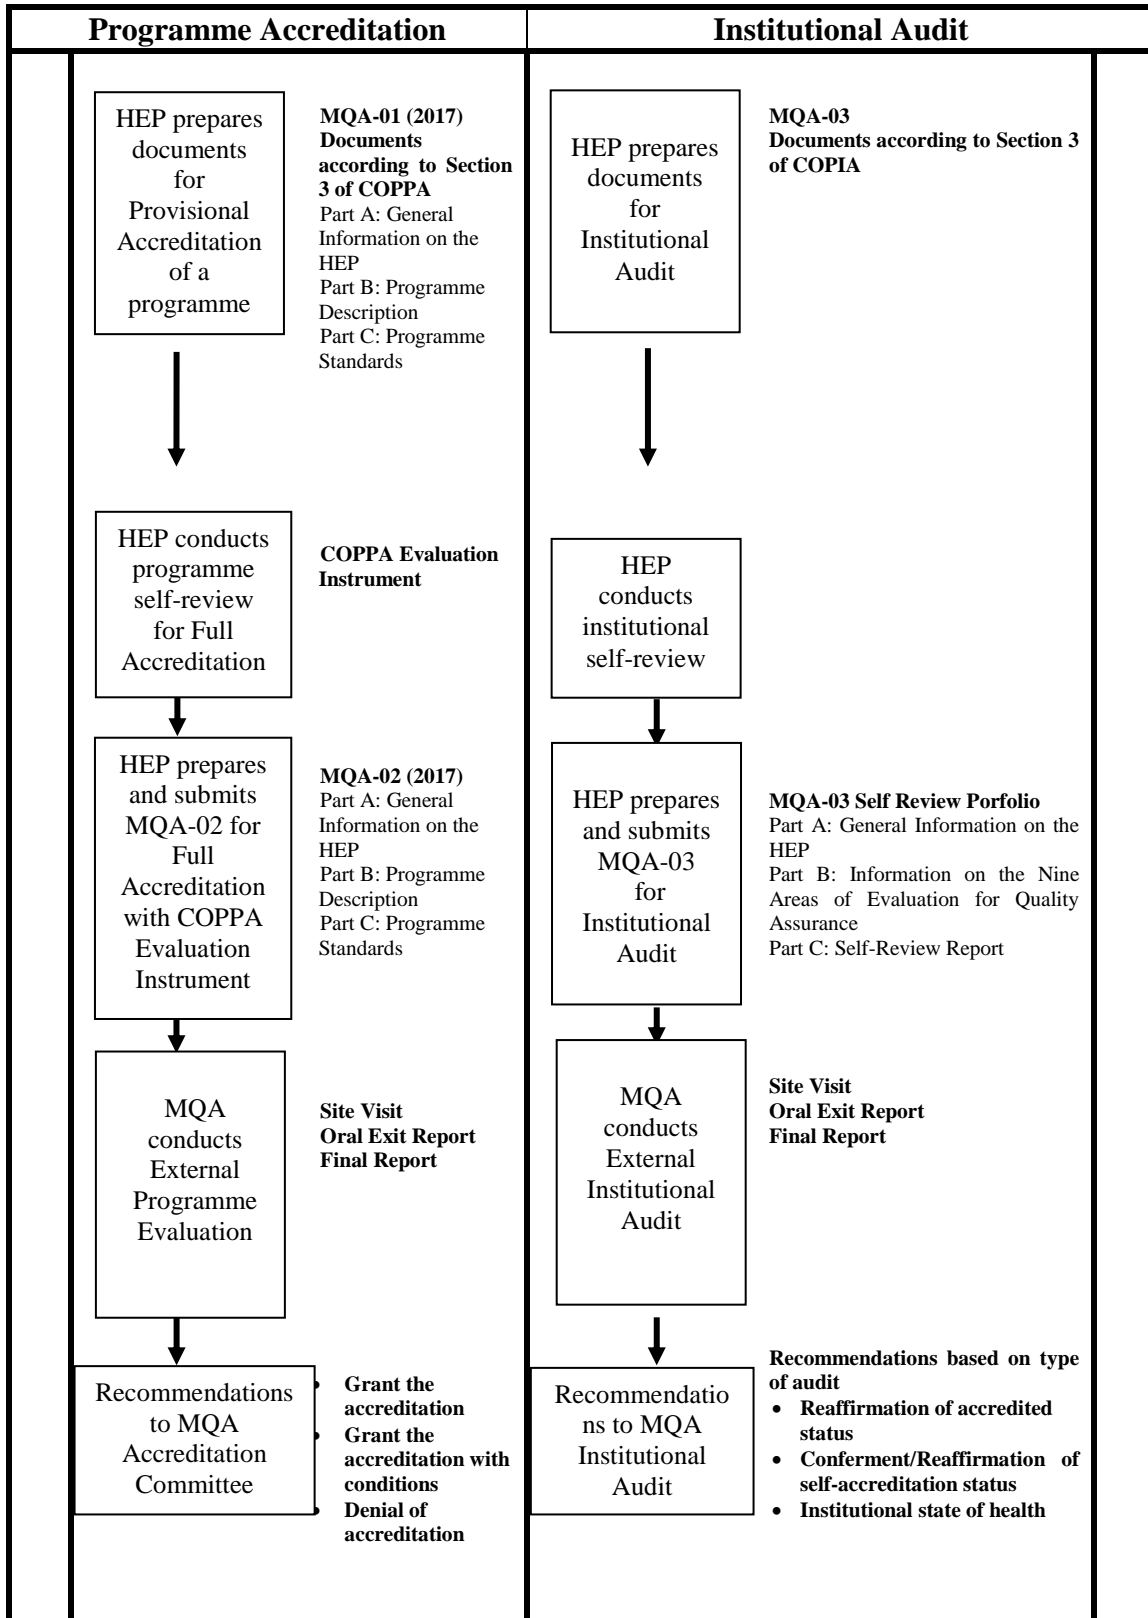 Programme Accreditation
Institutional Audit
HEP prepares
documents
for
Provisional
Accreditation
of a
programme
MQA-01 (2017)
Documents
according to Section
3 of COPPA
Part A: General
Information on the
HEP
Part B: Programme
Description
Part C: Programme
Standards
HEP conducts
programme
self-review
for Full
Accreditation
COPPA Evaluation
Instrument
HEP prepares
and submits
MQA-02 for
Full
Accreditation
with COPPA
Evaluation
Instrument
MQA-02 (2017)
Part A: General
Information on the
HEP
Part B: Programme
Description
Part C: Programme
Standards
MQA
conducts
External
Programme
Evaluation
Site Visit
Oral Exit Report
Final Report
Recommendations
to MQA
Accreditation
Committee
• Grant the
accreditation
• Grant the
accreditation with
conditions
• Denial of
accreditation
HEP prepares
documents
for
Institutional
Audit
MQA-03
Documents according to Section 3
of COPIA
HEP
conducts
institutional
self-review
HEP prepares
and submits
MQA-03
for
Institutional
Audit
MQA-03 Self Review Porfolio
Part A: General Information on the
HEP
Part B: Information on the Nine
Areas of Evaluation for Quality
Assurance
Part C: Self-Review Report
MQA
conducts
External
Institutional
Audit
Site Visit
Oral Exit Report
Final Report
Recommendatio
ns to MQA
Institutional
Audit
Recommendations based on type
of audit
• Reaffirmation of accredited
status
• Conferment/Reaffirmation of
self-accreditation status
• Institutional state of health